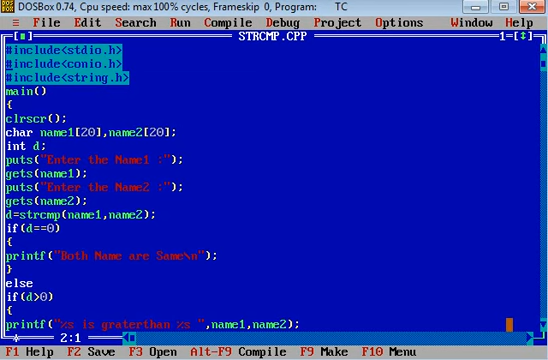 DOSBox 0.74, Cpu speed: max 100% cycles, Frameskip 0, Program: TC
≡ File Edit Search Run Compile Debug Project Options Window Help
[■] STRCMP.CPP 1=[↕]
#include<stdio.h>
#include<conio.h>
#include<string.h>
main()
{
clrscr();
char name1[20],name2[20];
int d;
puts("Enter the Name1 :");
gets(name1);
puts("Enter the Name2 :");
gets(name2);
d=strcmp(name1,name2);
if(d==0)
{
printf("Both Name are Same\n");
}
else
if(d>0)
{
printf("%s is graterthan %s ",name1,name2);
2:1
F1 Help F2 Save F3 Open Alt-F9 Compile F9 Make F10 Menu